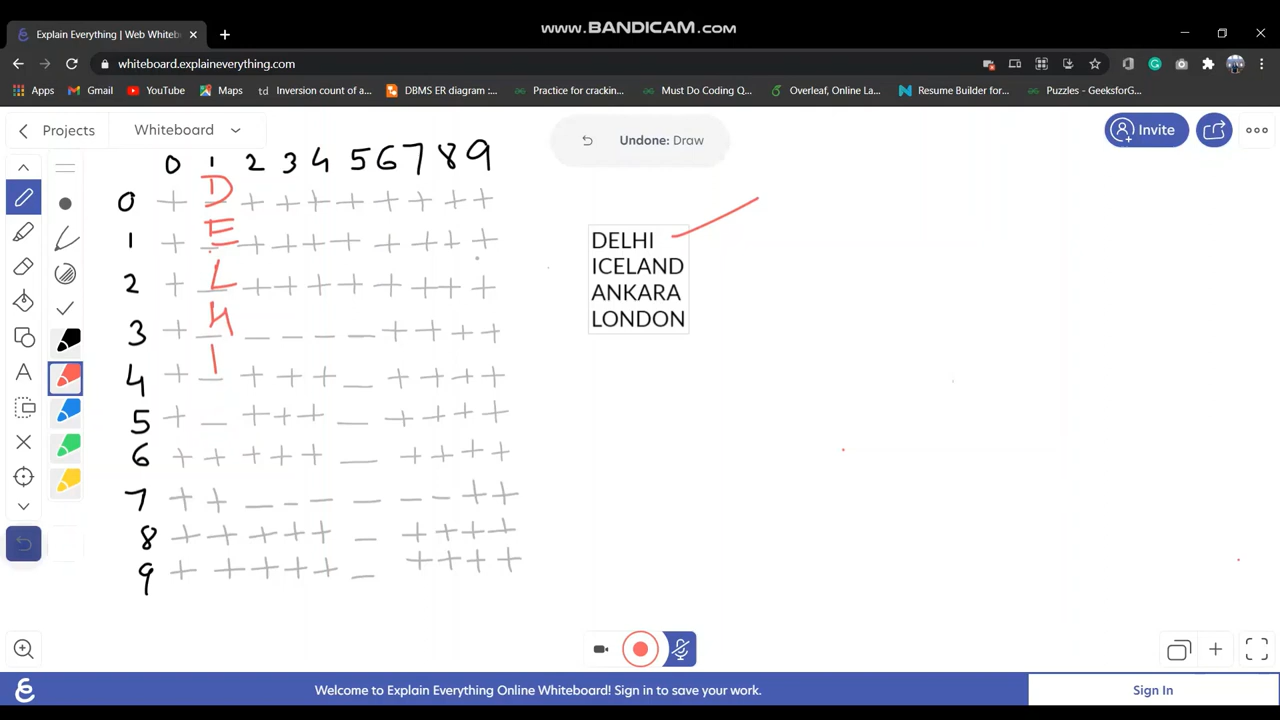 www.BANDICAM.com
Explain Everything | Web Whiteb
whiteboard.explaineverything.com
Apps Gmail YouTube Maps td Inversion count of a... DBMS ER diagram :... Practice for crackin... Must Do Coding Q... Overleaf, Online La... Resume Builder for... Puzzles - GeeksforG...
Projects Whiteboard Undone: Draw Invite
0 1 2 3 4 5 6 7 8 9
0 + D + + + + + + + +
1 + E + + + + + + + +
2 + L + + + + + + + +
3 + H _ _ _ _ + + + +
4 + I + + + _ + + + +
5 + _ + + + _ + + + +
6 + + + + + _ + + + +
7 + + _ _ _ _ _ _ + +
8 + + + + + _ + + + +
9 + + + + + _ + + + +
DELHI
ICELAND
ANKARA
LONDON
A
Welcome to Explain Everything Online Whiteboard! Sign in to save your work. Sign In